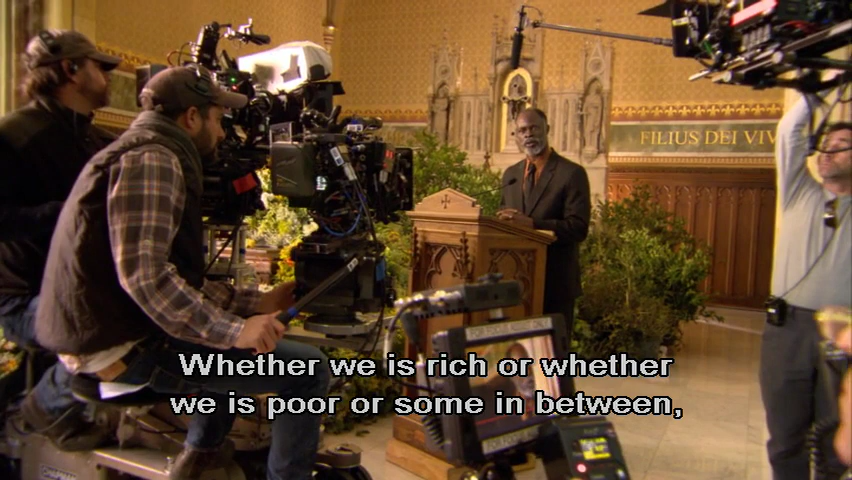 FILIUS DEI VIV
Whether we is rich or whether
we is poor or some in between,